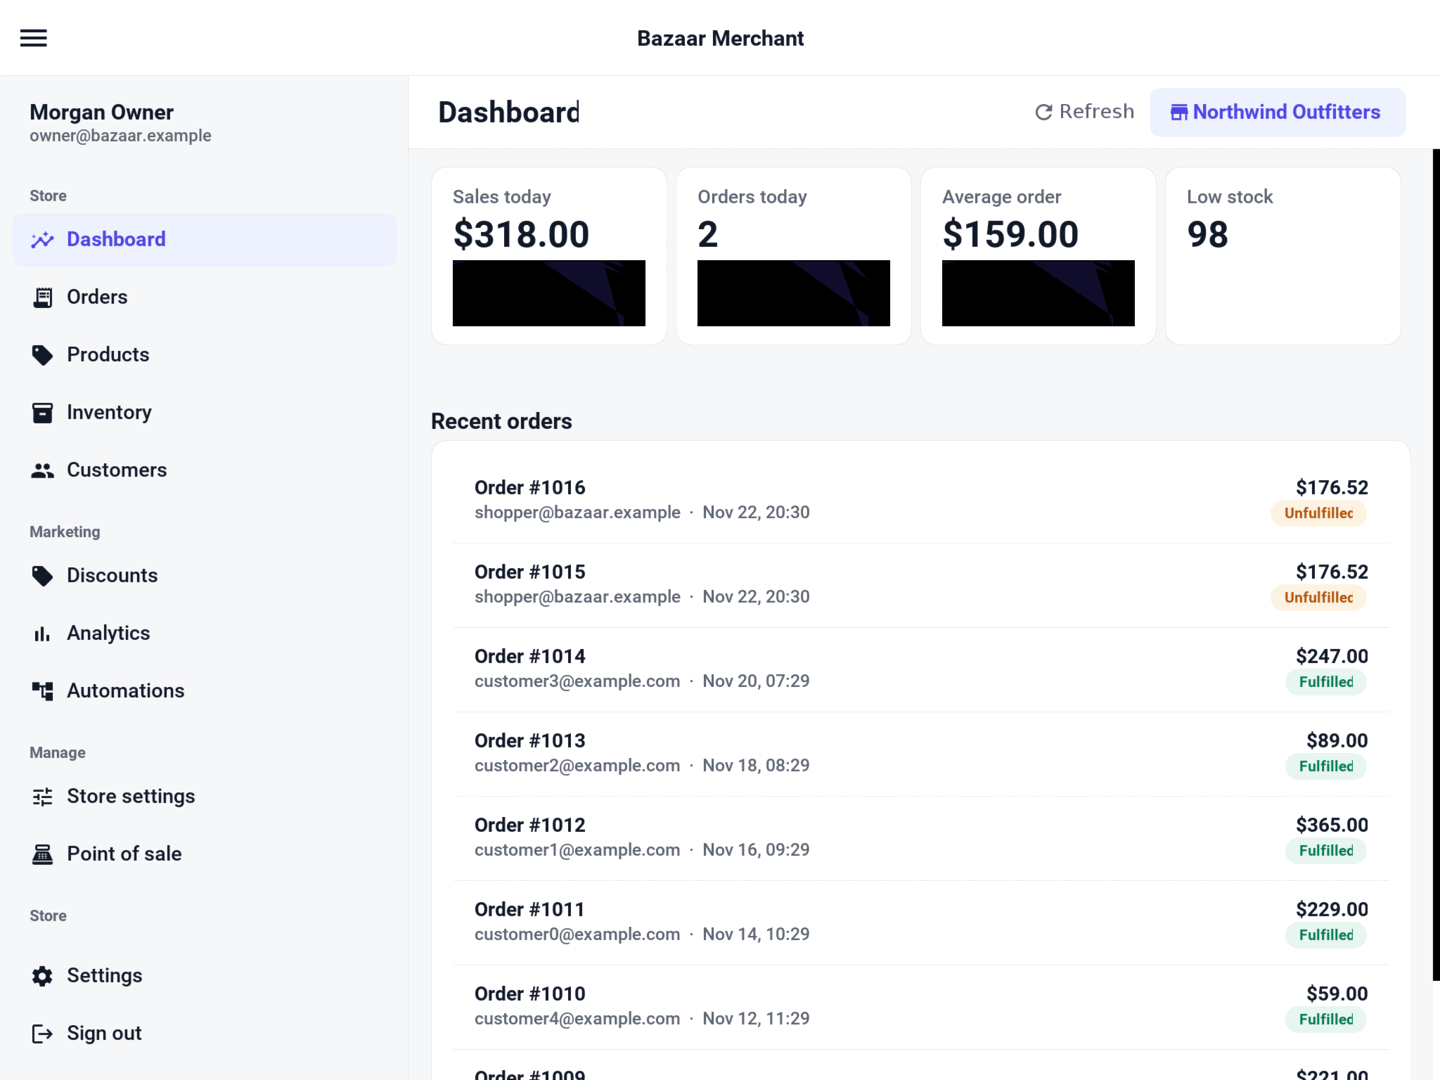 Bazaar Merchant
Morgan Owner
owner@bazaar.example
Store
Dashboard
Orders
Products
Inventory
Customers
Marketing
Discounts
Analytics
Automations
Manage
Store settings
Point of sale
Store
Settings
Sign out
Dashboard
Refresh
Northwind Outfitters
Sales today
$318.00
Orders today
2
Average order
$159.00
Low stock
98
Recent orders
Order #1016
$176.52
shopper@bazaar.example · Nov 22, 20:30
Unfulfilled
Order #1015
$176.52
shopper@bazaar.example · Nov 22, 20:30
Unfulfilled
Order #1014
$247.00
customer3@example.com · Nov 20, 07:29
Fulfilled
Order #1013
$89.00
customer2@example.com · Nov 18, 08:29
Fulfilled
Order #1012
$365.00
customer1@example.com · Nov 16, 09:29
Fulfilled
Order #1011
$229.00
customer0@example.com · Nov 14, 10:29
Fulfilled
Order #1010
$59.00
customer4@example.com · Nov 12, 11:29
Fulfilled
Order #1009
$221.00